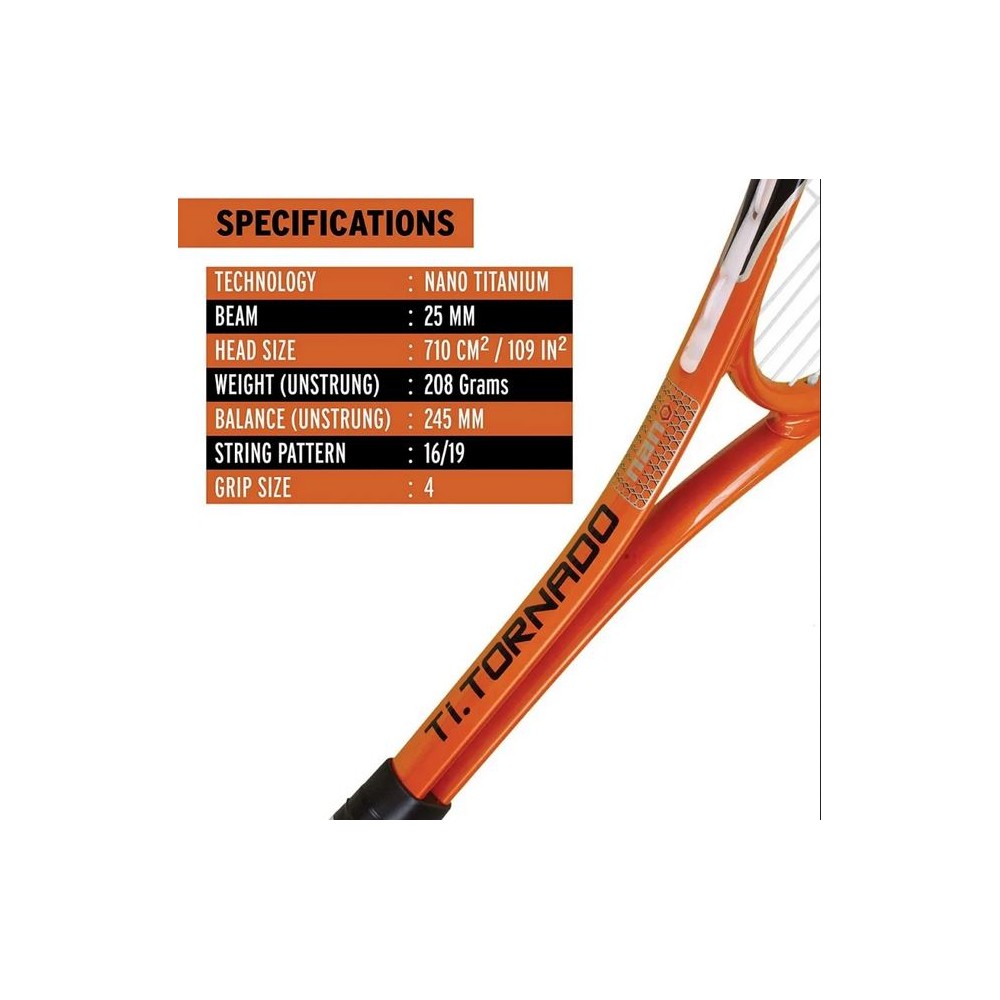 SPECIFICATIONS
TECHNOLOGY : NANO TITANIUM
BEAM : 25 MM
HEAD SIZE : 710 CM² / 109 IN²
WEIGHT (UNSTRUNG) : 208 Grams
BALANCE (UNSTRUNG) : 245 MM
STRING PATTERN : 16/19
GRIP SIZE : 4
nano
Ti.TORNADO